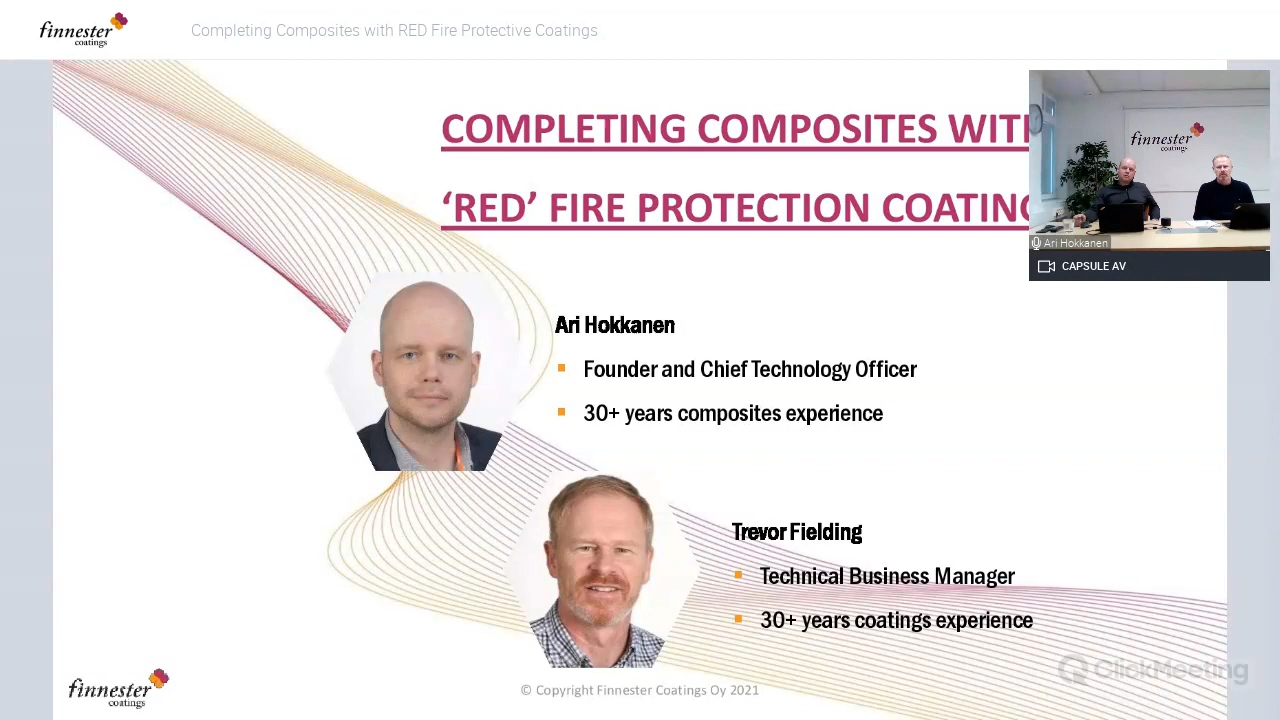 finnester
coatings
Completing Composites with RED Fire Protective Coatings
COMPLETING COMPOSITES WITH
‘RED’ FIRE PROTECTION COATING
finnester
coatings
Ari Hokkanen
CAPSULE AV
Ari Hokkanen
Founder and Chief Technology Officer
30+ years composites experience
Trevor Fielding
Technical Business Manager
30+ years coatings experience
ClickMeeting
finnester
coatings
© Copyright Finnester Coatings Oy 2021